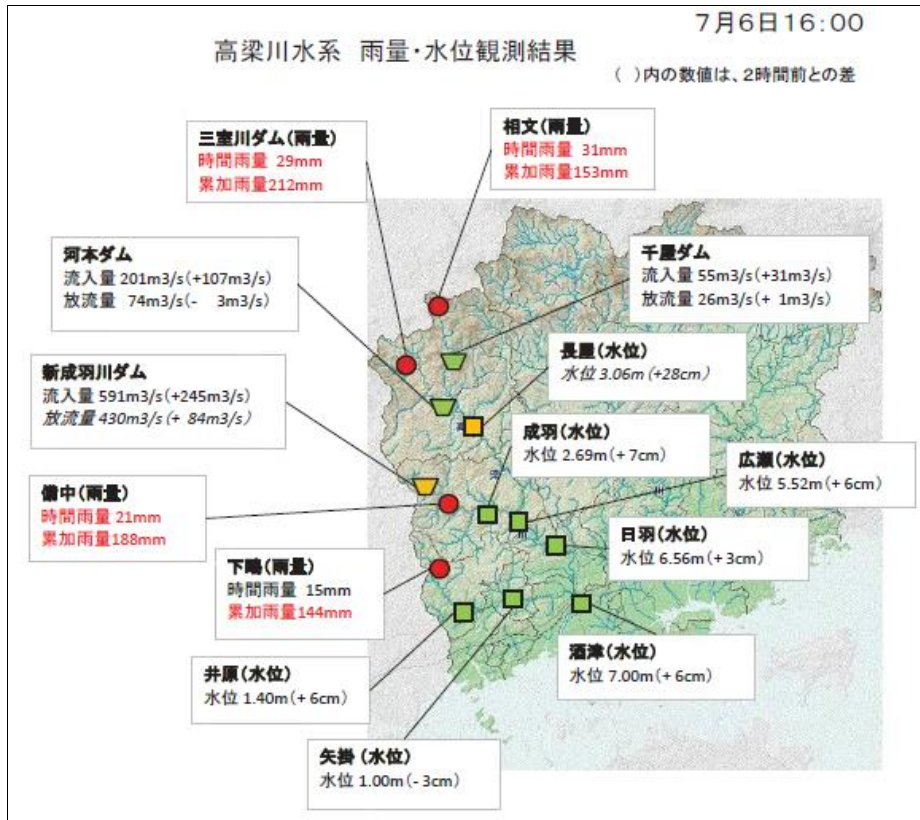 7月6日16:00
高梁川水系 雨量・水位観測結果
( )内の数値は、2時間前との差
三室川ダム(雨量)
時間雨量 29mm
累加雨量212mm
相文(雨量)
時間雨量 31mm
累加雨量153mm
河本ダム
流入量 201m3/s(+107m3/s)
放流量 74m3/s(- 3m3/s)
千屋ダム
流入量 55m3/s(+31m3/s)
放流量 26m3/s(+ 1m3/s)
新成羽川ダム
流入量 591m3/s(+245m3/s)
放流量 430m3/s(+ 84m3/s)
長屋(水位)
水位 3.06m(+28cm)
成羽(水位)
水位 2.69m(+ 7cm)
広瀬(水位)
水位 5.52m(+ 6cm)
備中(雨量)
時間雨量 21mm
累加雨量188mm
日羽(水位)
水位 6.56m(+ 3cm)
下鴫(雨量)
時間雨量 15mm
累加雨量144mm
酒津(水位)
水位 7.00m(+ 6cm)
井原(水位)
水位 1.40m(+ 6cm)
矢掛(水位)
水位 1.00m(- 3cm)